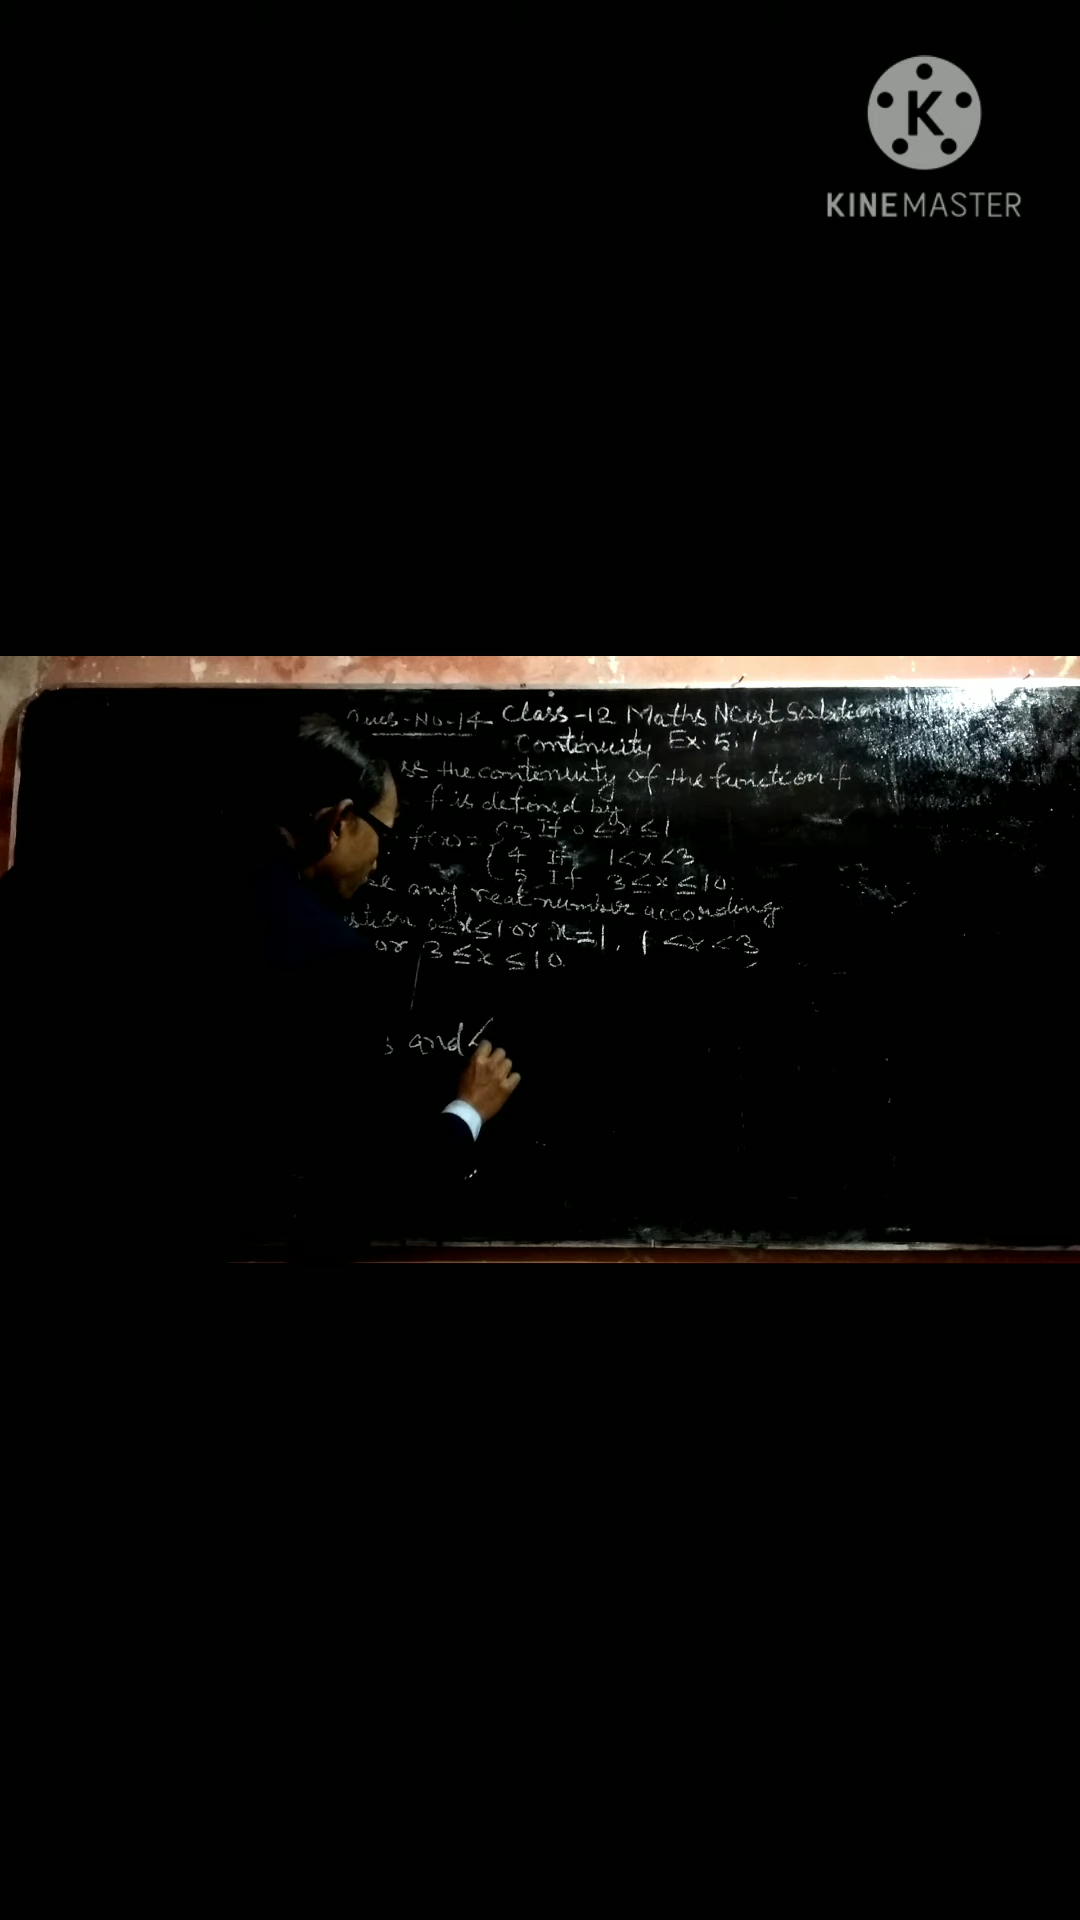 KINEMASTER
Ques-No-14 Class-12 Maths NCert Solution
Continuity Ex. 5.1
ss the continuity of the function f
f is defined by
f(x) = { 3 If 0 ≤ x ≤ 1
4 If 1 < x < 3
5 If 3 ≤ x ≤ 10.
any real number according
stion 0 ≤ x ≤ 1 or x = 1, 1 < x < 3
or 3 ≤ x ≤ 10.
and